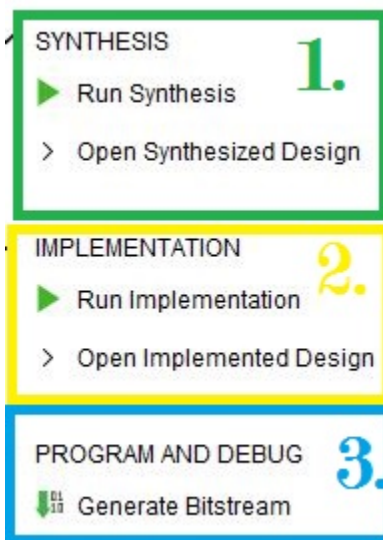 SYNTHESIS
1.
Run Synthesis
> Open Synthesized Design
IMPLEMENTATION
2.
Run Implementation
> Open Implemented Design
PROGRAM AND DEBUG
3.
Generate Bitstream